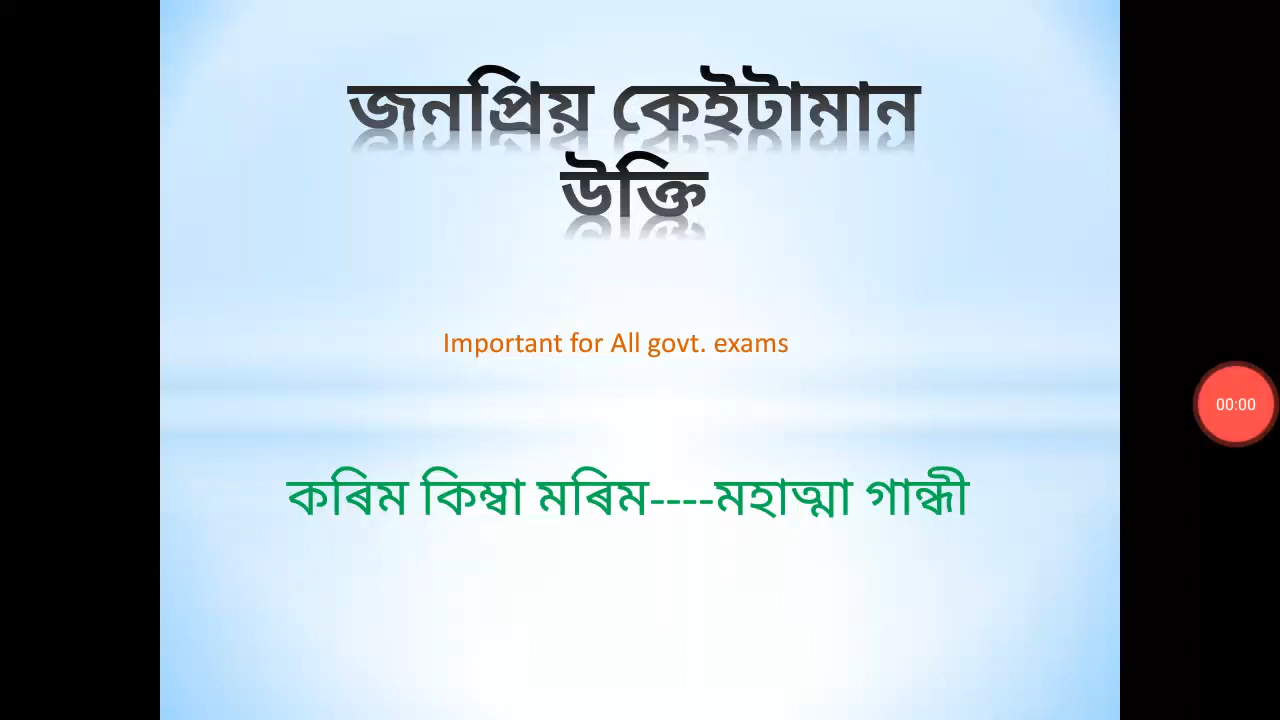 জনপ্ৰিয় কেইটামান
উক্তি
Important for All govt. exams
00:00
কৰিম কিম্বা মৰিম----মহাত্মা গান্ধী